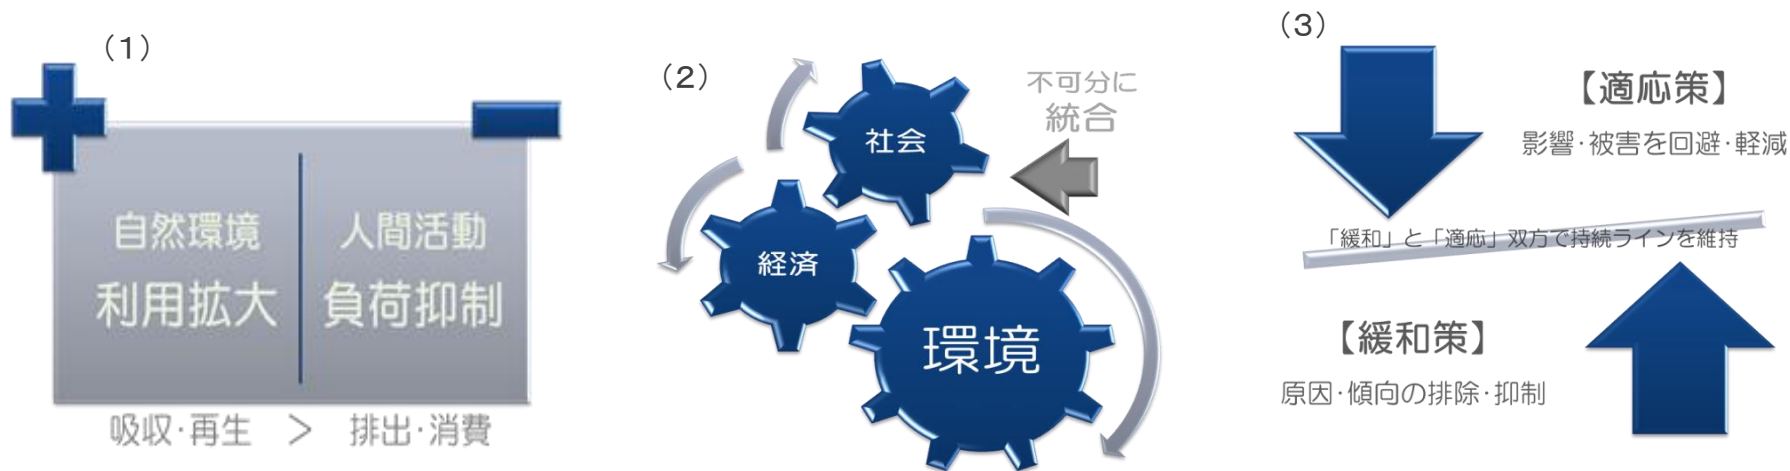 (1)
自然環境
利用拡大
人間活動
負荷抑制
吸収・再生 ＞ 排出・消費
(2)
不可分に
統合
社会
経済
環境
(3)
【適応策】
影響・被害を回避・軽減
「緩和」と「適応」双方で持続ラインを維持
【緩和策】
原因・傾向の排除・抑制